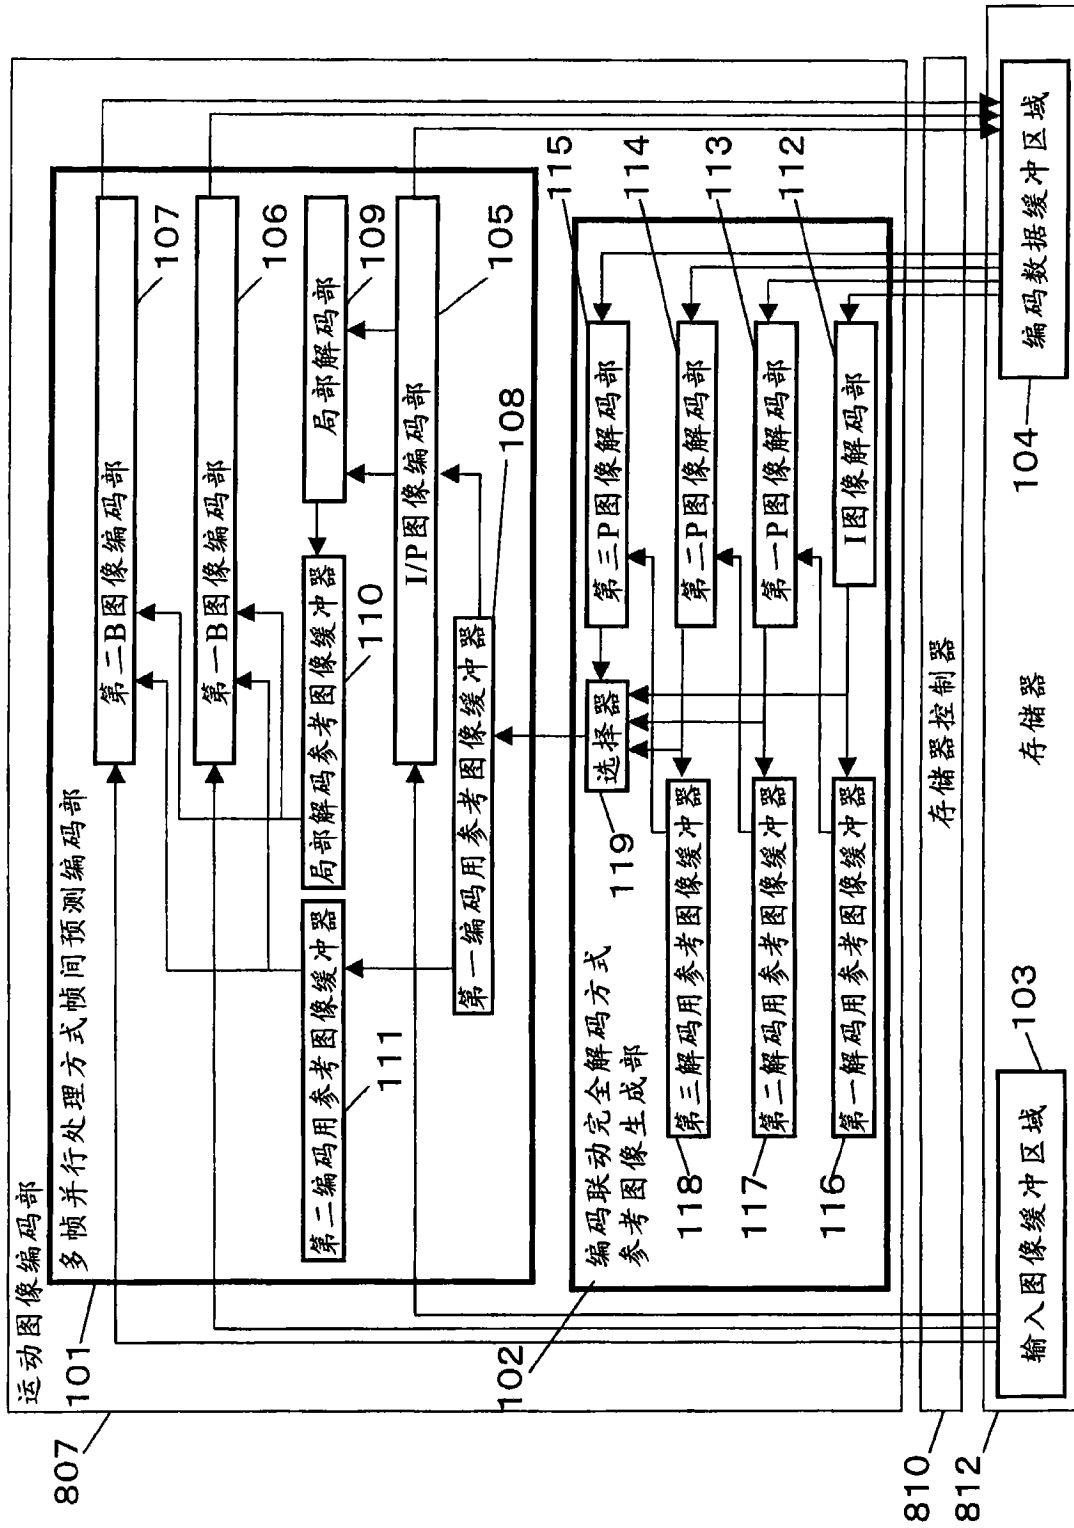 运动图像编码部
807
多帧并行处理方式帧间预测编码部
101
第二B图像编码部
107
第一B图像编码部
106
局部解码部
109
局部解码参考图像缓冲器
110
第二编码用参考图像缓冲器
111
I/P图像编码部
105
第一编码用参考图像缓冲器
108
编码联动完全解码方式
参考图像生成部
102
选择器
119
第三P图像解码部
115
第二P图像解码部
114
第一P图像解码部
113
I图像解码部
112
第三解码用参考图像缓冲器
118
第二解码用参考图像缓冲器
117
第一解码用参考图像缓冲器
116
存储器控制器
810
存储器
812
输入图像缓冲区域
103
编码数据缓冲区域
104